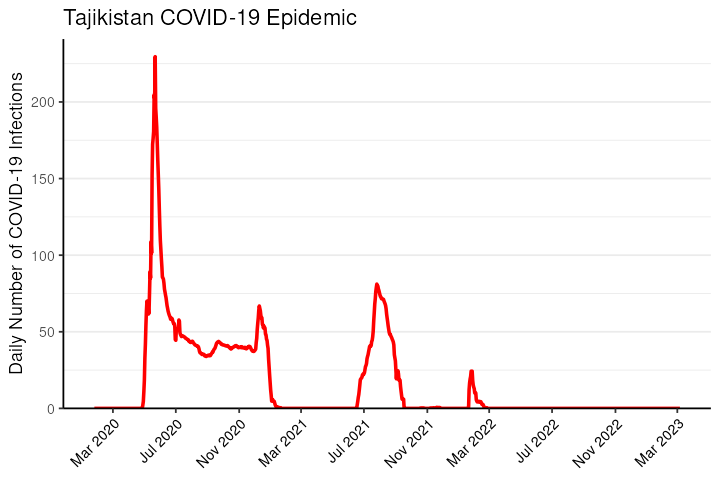 Tajikistan COVID-19 Epidemic
Daily Number of COVID-19 Infections
200
150
100
50
0
Mar 2020
Jul 2020
Nov 2020
Mar 2021
Jul 2021
Nov 2021
Mar 2022
Jul 2022
Nov 2022
Mar 2023